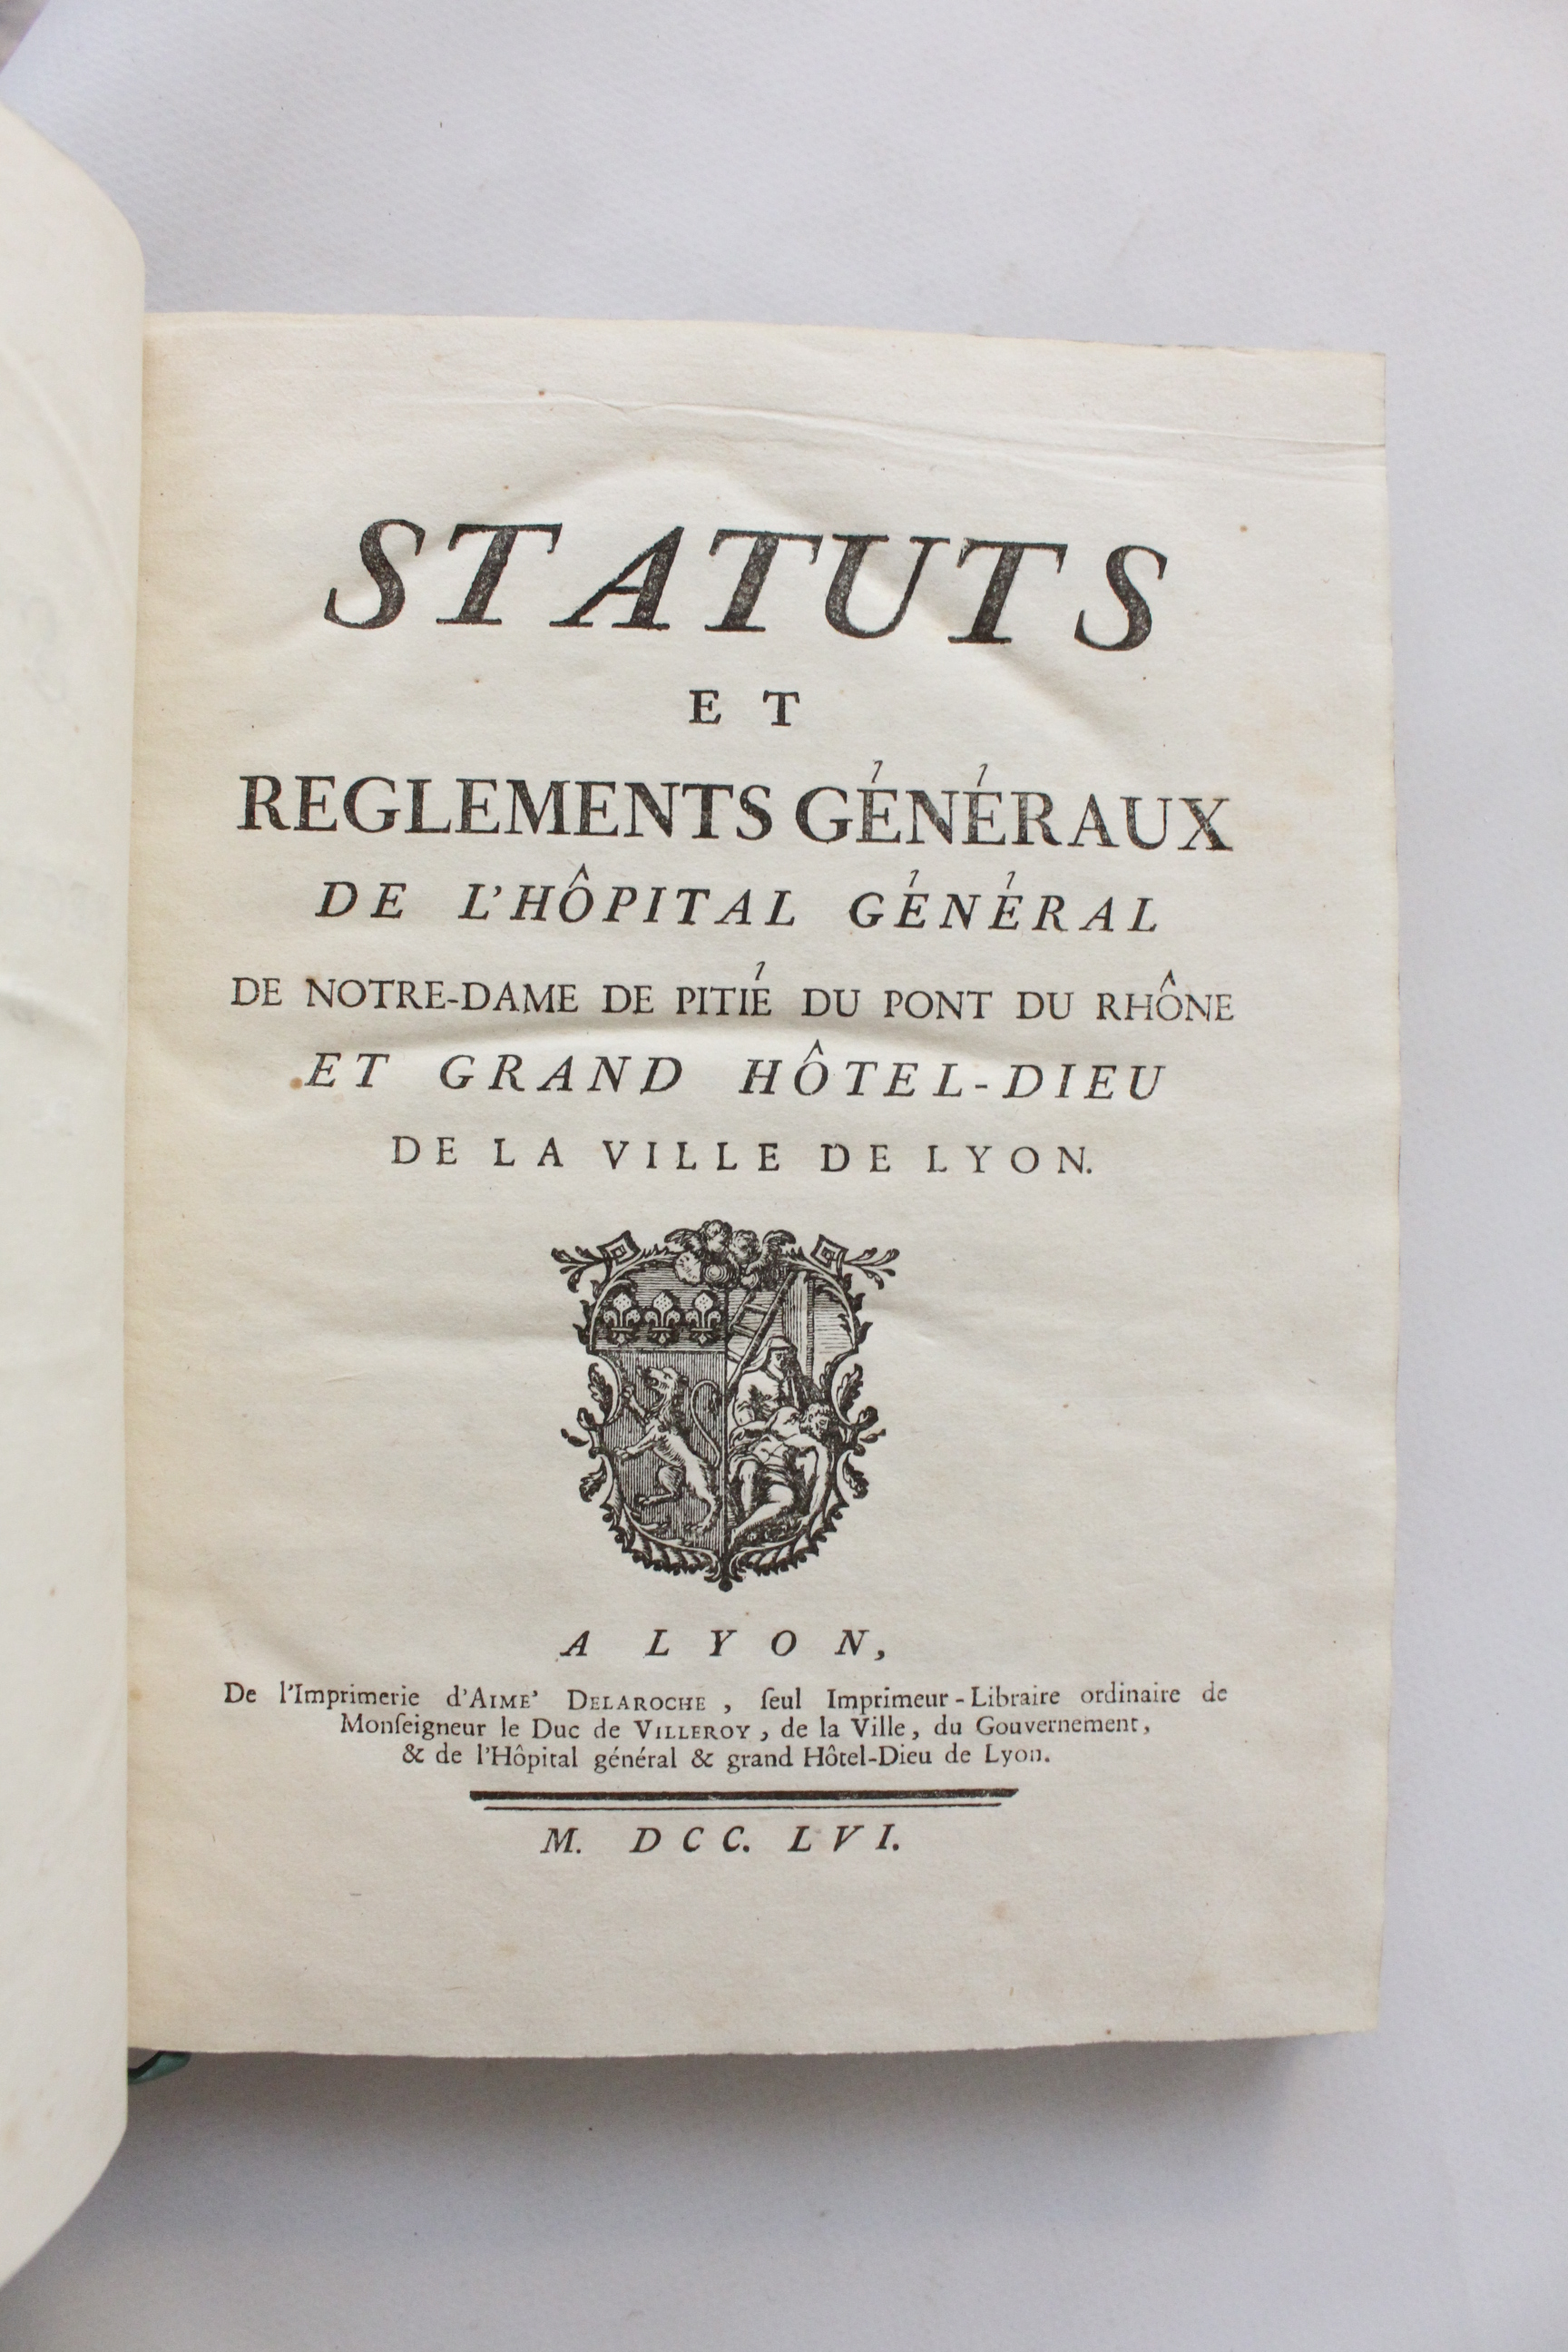 STATUTS
ET
REGLEMENTS GÉNÉRAUX
DE L'HÔPITAL GÉNÉRAL
DE NOTRE-DAME DE PITIÉ DU PONT DU RHÔNE
ET GRAND HÔTEL-DIEU
DE LA VILLE DE LYON.
A LYON,
De l'Imprimerie d'AIME' DELAROCHE, ſeul Imprimeur-Libraire ordinaire de
Monſeigneur le Duc de VILLEROY, de la Ville, du Gouvernement,
& de l'Hôpital général & grand Hôtel-Dieu de Lyon.
M. DCC. LVI.